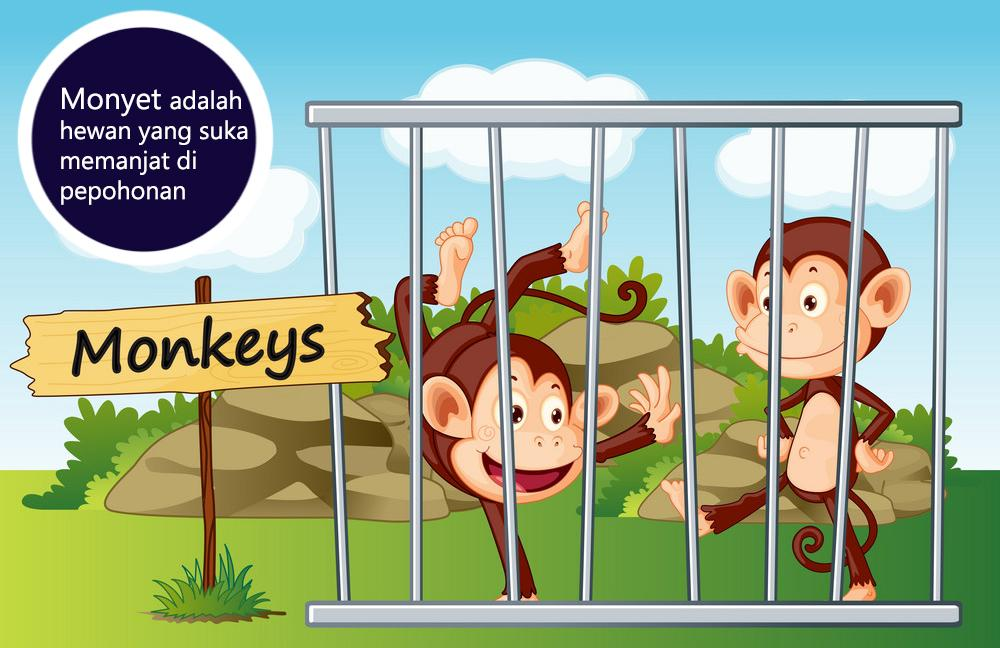 Monyet adalah
hewan yang suka
memanjat di
pepohonan
Monkeys